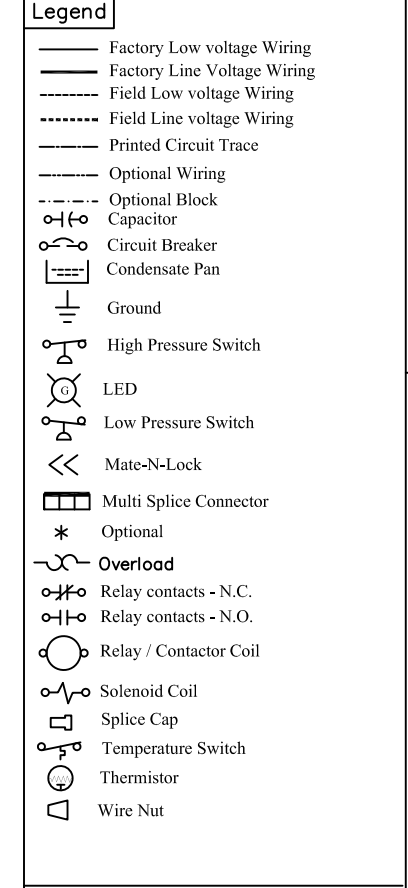 Legend
Factory Low voltage Wiring
Factory Line Voltage Wiring
Field Low voltage Wiring
Field Line voltage Wiring
Printed Circuit Trace
Optional Wiring
Optional Block
Capacitor
Circuit Breaker
Condensate Pan
Ground
High Pressure Switch
G LED
Low Pressure Switch
Mate-N-Lock
Multi Splice Connector
* Optional
Overload
Relay contacts - N.C.
Relay contacts - N.O.
Relay / Contactor Coil
Solenoid Coil
Splice Cap
Temperature Switch
T Thermistor
Wire Nut